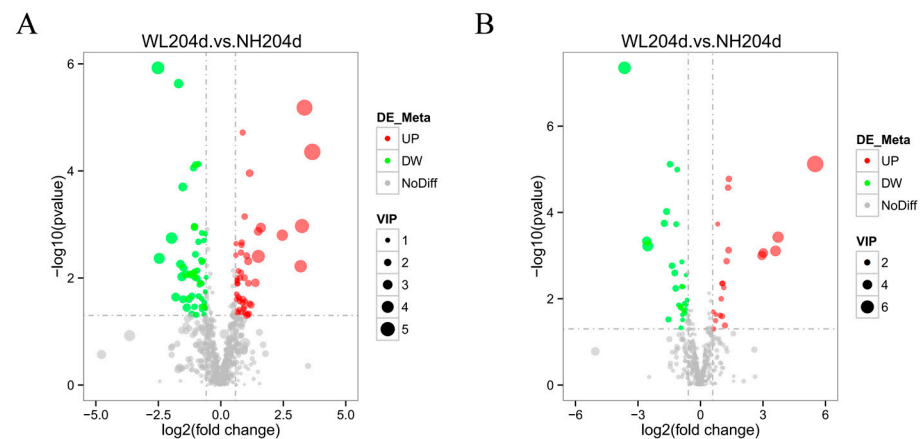 A
WL204d.vs.NH204d
6
4
2
0
−log10(pvalue)
−5.0
−2.5
0.0
2.5
5.0
log2(fold change)
DE_Meta
UP
DW
NoDiff
VIP
1
2
3
4
5
B
WL204d.vs.NH204d
6
4
2
0
−log10(pvalue)
−6
−3
0
3
6
log2(fold change)
DE_Meta
UP
DW
NoDiff
VIP
2
4
6